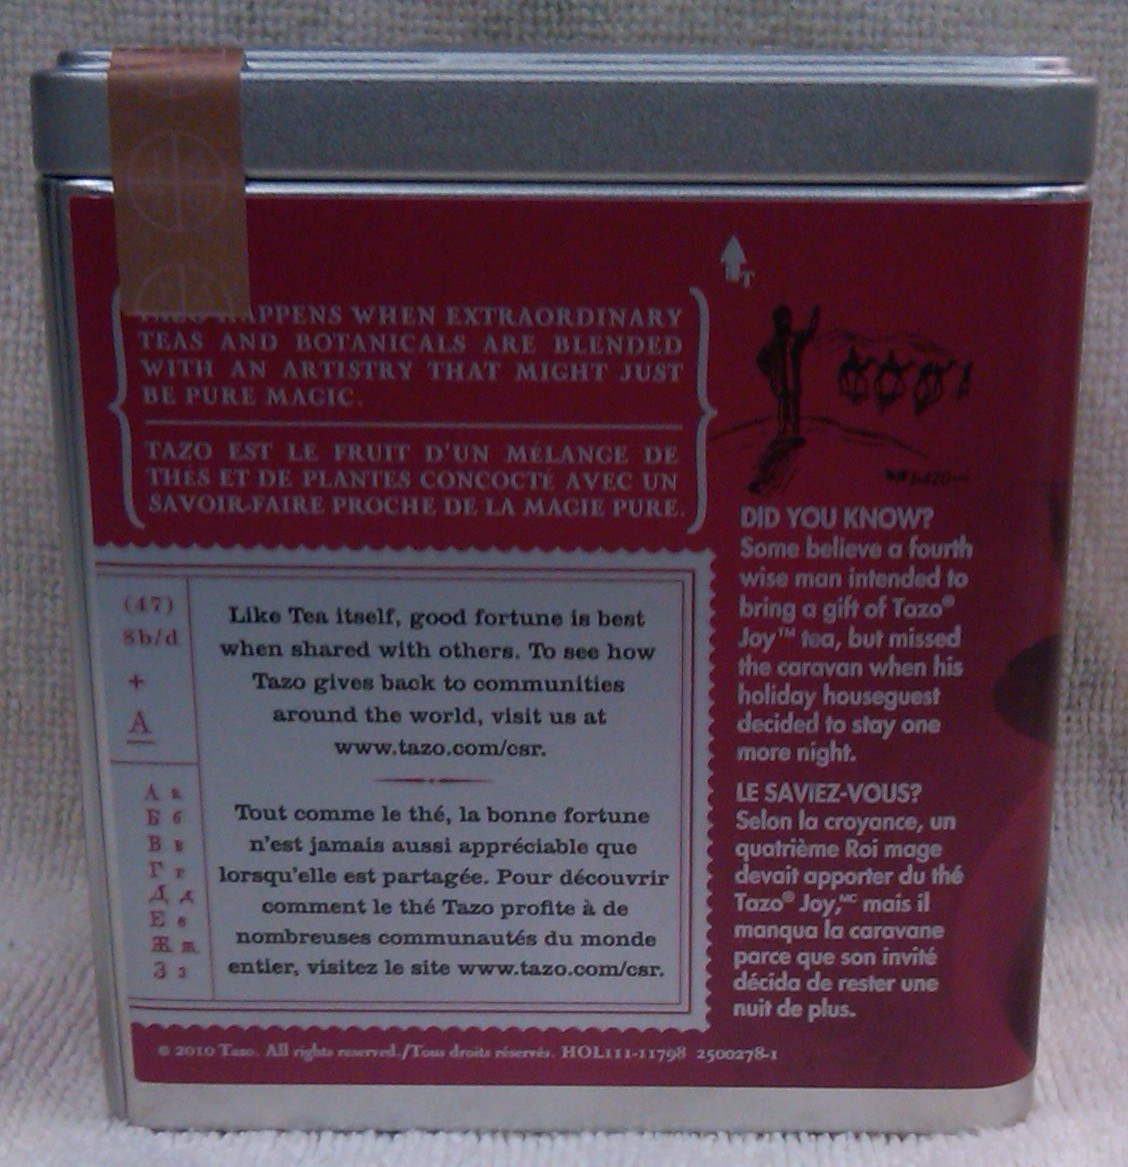 HAPPENS WHEN EXTRAORDINARY
TEAS AND BOTANICALS ARE BLENDED
WITH AN ARTISTRY THAT MIGHT JUST
BE PURE MAGIC.
TAZO EST LE FRUIT D'UN MÉLANGE DE
THÉS ET DE PLANTES CONCOCTÉ AVEC UN
SAVOIR-FAIRE PROCHE DE LA MAGIE PURE.
T
DID YOU KNOW?
Some believe a fourth
wise man intended to
bring a gift of Tazo®
Joy™ tea, but missed
the caravan when his
holiday houseguest
decided to stay one
more night.
LE SAVIEZ-VOUS?
Selon la croyance, un
quatrième Roi mage
devait apporter du thé
Tazo® Joy,ᴹᶜ mais il
manqua la caravane
parce que son invité
décida de rester une
nuit de plus.
(47)
8b/d
+
A
А а
Б б
В в
Г г
Д д
Е е
Ж ж
З з
Like Tea itself, good fortune is best
when shared with others. To see how
Tazo gives back to communities
around the world, visit us at
www.tazo.com/csr.
Tout comme le thé, la bonne fortune
n'est jamais aussi appréciable que
lorsqu'elle est partagée. Pour découvrir
comment le thé Tazo profite à de
nombreuses communautés du monde
entier, visitez le site www.tazo.com/csr.
© 2010 Tazo. All rights reserved./Tous droits réservés. HOL111-11798 2500278-1